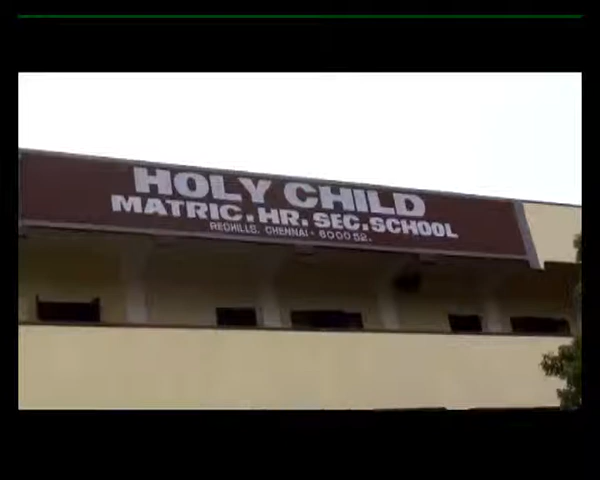 HOLY CHILD
MATRIC.HR.SEC.SCHOOL
REDHILLS, CHENNAI - 600052.